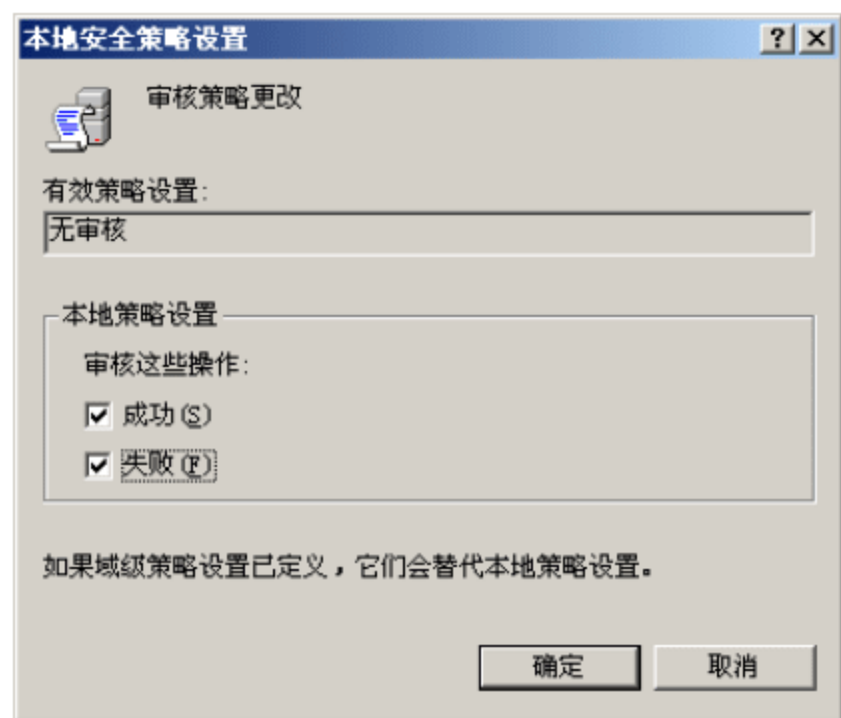 本地安全策略设置
审核策略更改
有效策略设置:
无审核
本地策略设置
审核这些操作:
成功(S)
失败(F)
如果域级策略设置已定义，它们会替代本地策略设置。
确定 取消